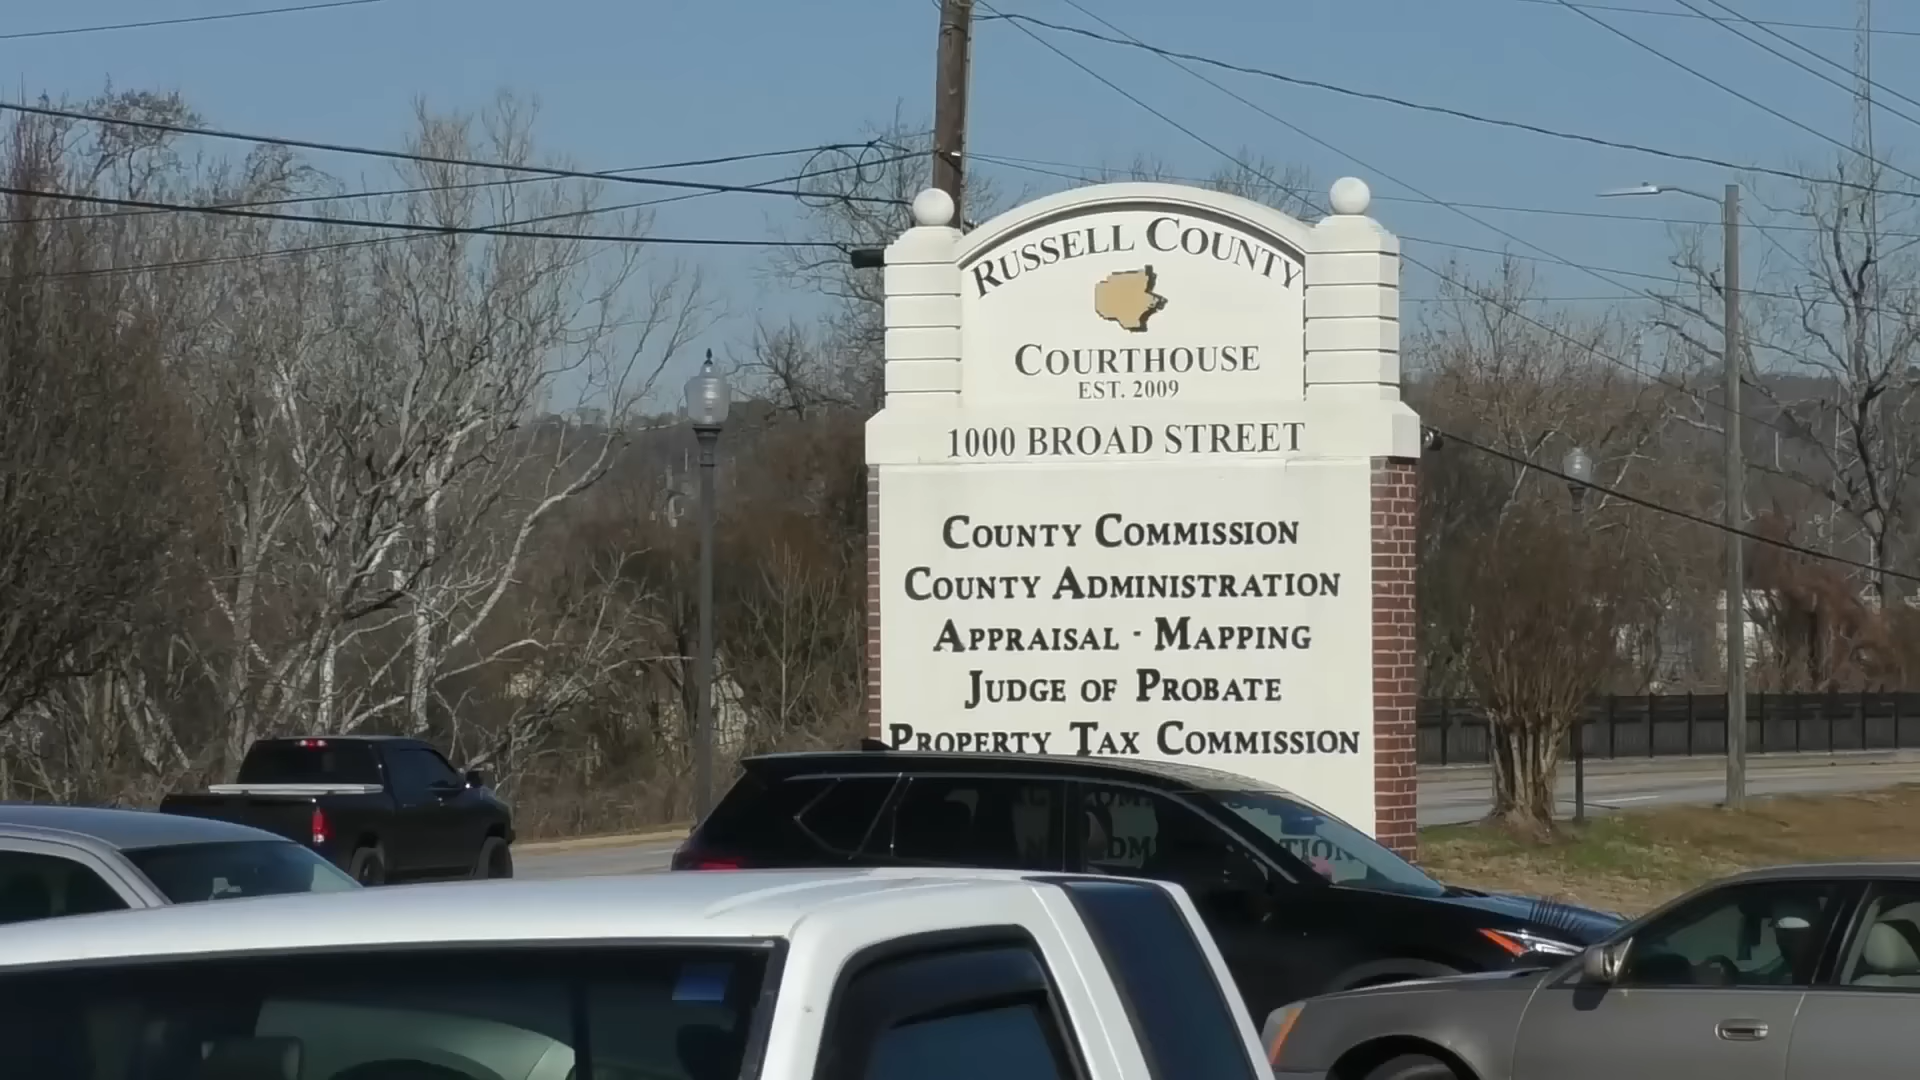 RUSSELL COUNTY
COURTHOUSE
EST. 2009
1000 BROAD STREET
COUNTY COMMISSION
COUNTY ADMINISTRATION
APPRAISAL · MAPPING
JUDGE OF PROBATE
PROPERTY TAX COMMISSION